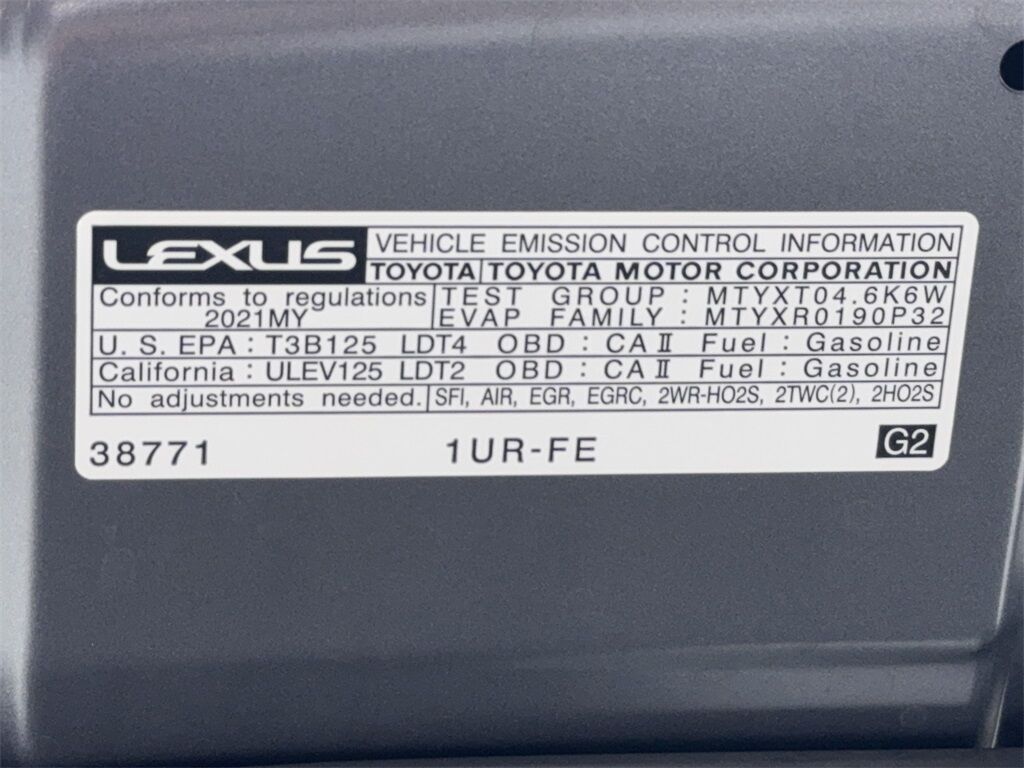 LEXUS VEHICLE EMISSION CONTROL INFORMATION
TOYOTA TOYOTA MOTOR CORPORATION
Conforms to regulations TEST GROUP : MTYXT04.6K6W
2021MY EVAP FAMILY : MTYXR0190P32
U. S. EPA : T3B125 LDT4 OBD : CA II Fuel : Gasoline
California : ULEV125 LDT2 OBD : CA II Fuel : Gasoline
No adjustments needed. SFI, AIR, EGR, EGRC, 2WR-HO2S, 2TWC(2), 2HO2S
38771 1UR-FE G2